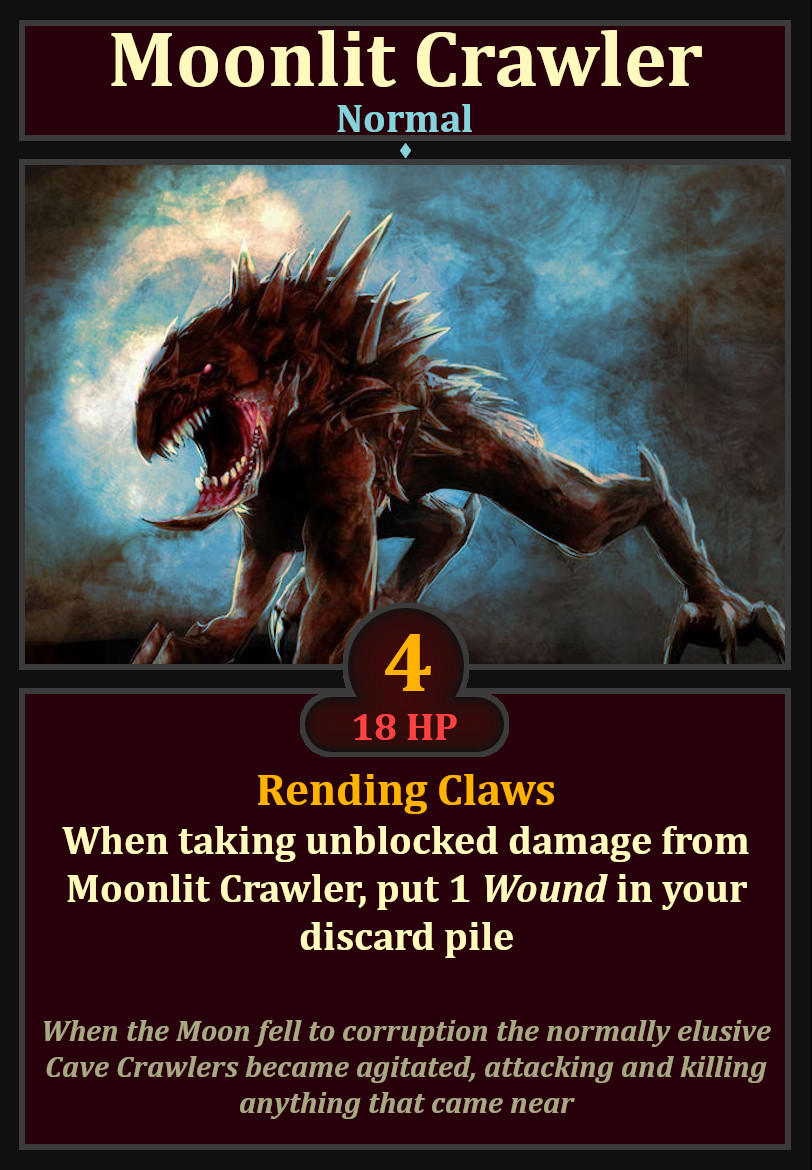 Moonlit Crawler
Normal
4
18 HP
Rending Claws
When taking unblocked damage from
Moonlit Crawler, put 1 Wound in your
discard pile
When the Moon fell to corruption the normally elusive
Cave Crawlers became agitated, attacking and killing
anything that came near